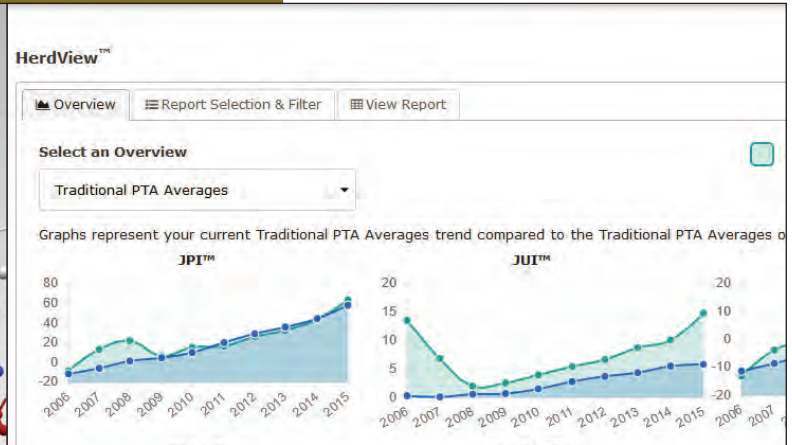 HerdView™
Overview
Report Selection & Filter
View Report
Select an Overview
Traditional PTA Averages
Graphs represent your current Traditional PTA Averages trend compared to the Traditional PTA Averages o
JPI™
80
60
40
20
0
-20
2006 2007 2008 2009 2010 2011 2012 2013 2014 2015
JUI™
20
15
10
5
0
2006 2007 2008 2009 2010 2011 2012 2013 2014 2015
20
10
0
-10
-20
2006 2007